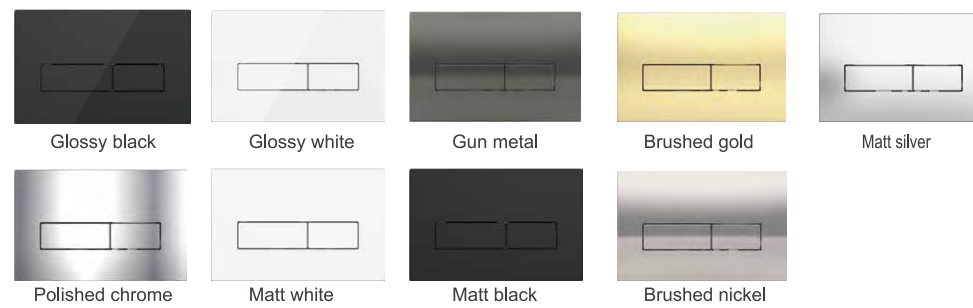 Glossy black
Glossy white
Gun metal
Brushed gold
Matt silver
Polished chrome
Matt white
Matt black
Brushed nickel